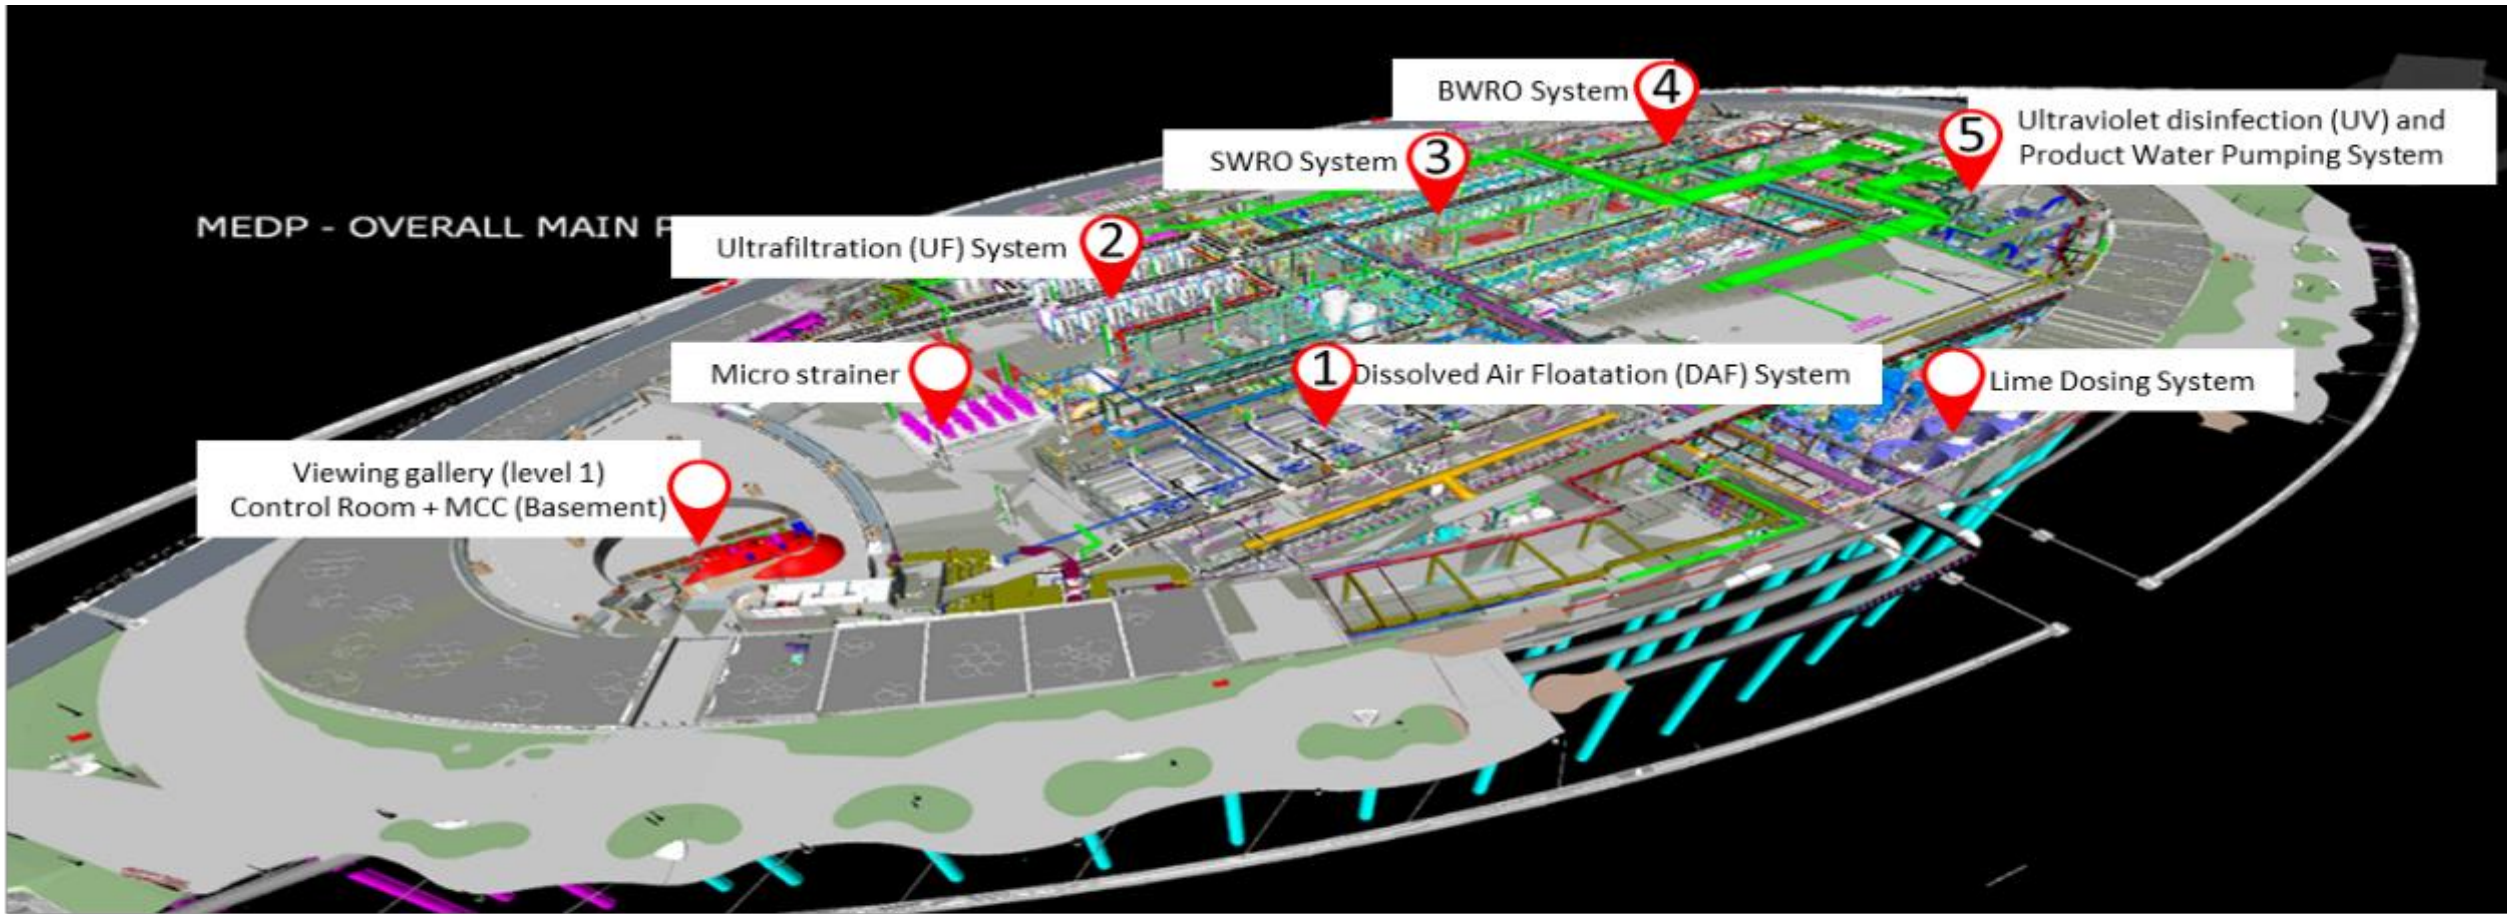 BWRO System 4
5 Ultraviolet disinfection (UV) and
Product Water Pumping System
SWRO System 3
MEDP - OVERALL MAIN P
Ultrafiltration (UF) System 2
Micro strainer
1 Dissolved Air Floatation (DAF) System
Lime Dosing System
Viewing gallery (level 1)
Control Room + MCC (Basement)